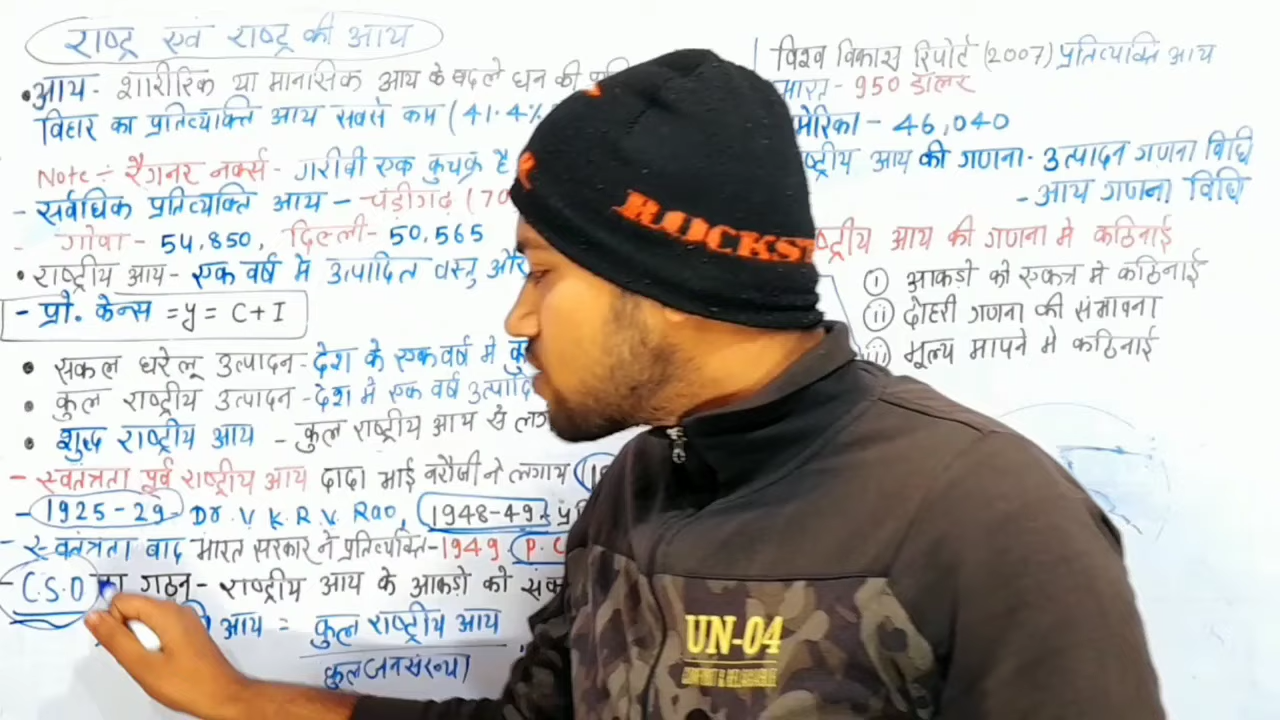 राष्ट्र एवं राष्ट्र की आय
•आय- शारीरिक या मानसिक आय के बदले धन की
बिहार का प्रतिव्यक्ति आय सबसे कम (41.4%
Note ÷ रैगनर नर्क्स - गरीबी एक कुचक्र है
- सर्वाधिक प्रतिव्यक्ति आय - चंड़ीगढ़ (70
- गोवा - 54,850, दिल्ली- 50,565
• राष्ट्रीय आय- एक वर्ष में उत्पादित वस्तु और
- प्रो. केन्स = y = C + I
• सकल घरेलू उत्पादन- देश के एक वर्ष में कु
• कुल राष्ट्रीय उत्पादन - देश में एक वर्ष उत्पादि
• शुद्ध राष्ट्रीय आय - कुल राष्ट्रीय आय से लग
- स्वतंत्रता पूर्व राष्ट्रीय आय दादा भाई नरौजी ने लगाय
- 1925-29- Dr. V. K. R. V. Rao, 1948-49-
- स्वतंत्रता बाद भारत सरकार ने प्रतिव्यक्ति-1949 P. C
- C.S.O का गठन- राष्ट्रीय आय के आकड़ो को संक
आय = कुल राष्ट्रीय आय
कुल जनसंख्या
विश्व विकास रिपोर्ट (2007) प्रतिव्यक्ति आय
भारत- 950 डॉलर
मेरिका - 46,040
ष्ट्रीय आय की गणना- उत्पादन गणना विधि
- आय गणना विधि
ष्ट्रीय आय की गणना मे कठिनाई
(i) आकड़ो को एकत्र मे कठिनाई
(ii) दोहरी गणना की संभावना
(iii) मूल्य मापने मे कठिनाई
ROCKST
UN-04